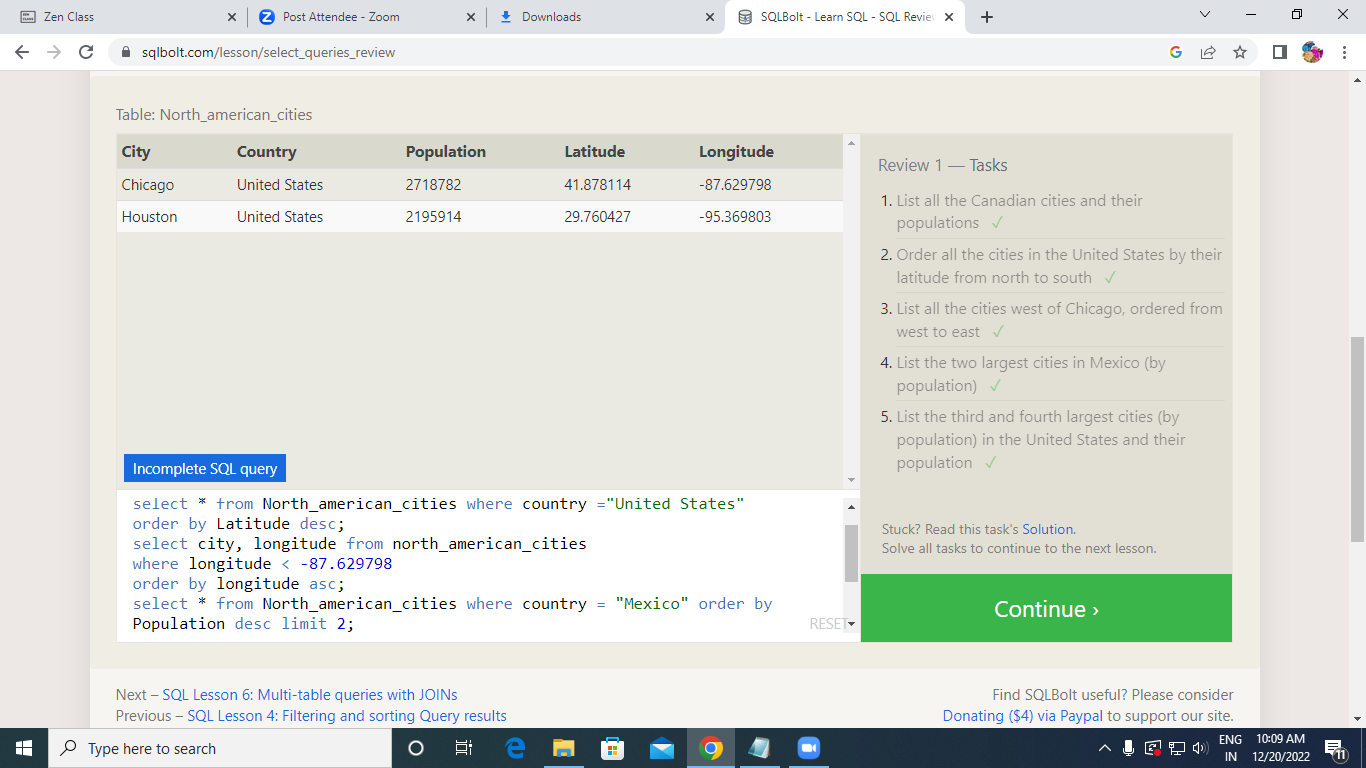 Zen Class
Post Attendee - Zoom
Downloads
SQLBolt - Learn SQL - SQL Review
sqlbolt.com/lesson/select_queries_review
Table: North_american_cities
City Country Population Latitude Longitude
Chicago United States 2718782 41.878114 -87.629798
Houston United States 2195914 29.760427 -95.369803
Incomplete SQL query
select * from North_american_cities where country ="United States"
order by Latitude desc;
select city, longitude from north_american_cities
where longitude < -87.629798
order by longitude asc;
select * from North_american_cities where country = "Mexico" order by
Population desc limit 2;
RESET
Review 1 — Tasks
1. List all the Canadian cities and their
populations ✓
2. Order all the cities in the United States by their
latitude from north to south ✓
3. List all the cities west of Chicago, ordered from
west to east ✓
4. List the two largest cities in Mexico (by
population) ✓
5. List the third and fourth largest cities (by
population) in the United States and their
population ✓
Stuck? Read this task's Solution.
Solve all tasks to continue to the next lesson.
Continue ›
Next – SQL Lesson 6: Multi-table queries with JOINs
Previous – SQL Lesson 4: Filtering and sorting Query results
Find SQLBolt useful? Please consider
Donating ($4) via Paypal to support our site.
Type here to search
ENG
IN
10:09 AM
12/20/2022
11